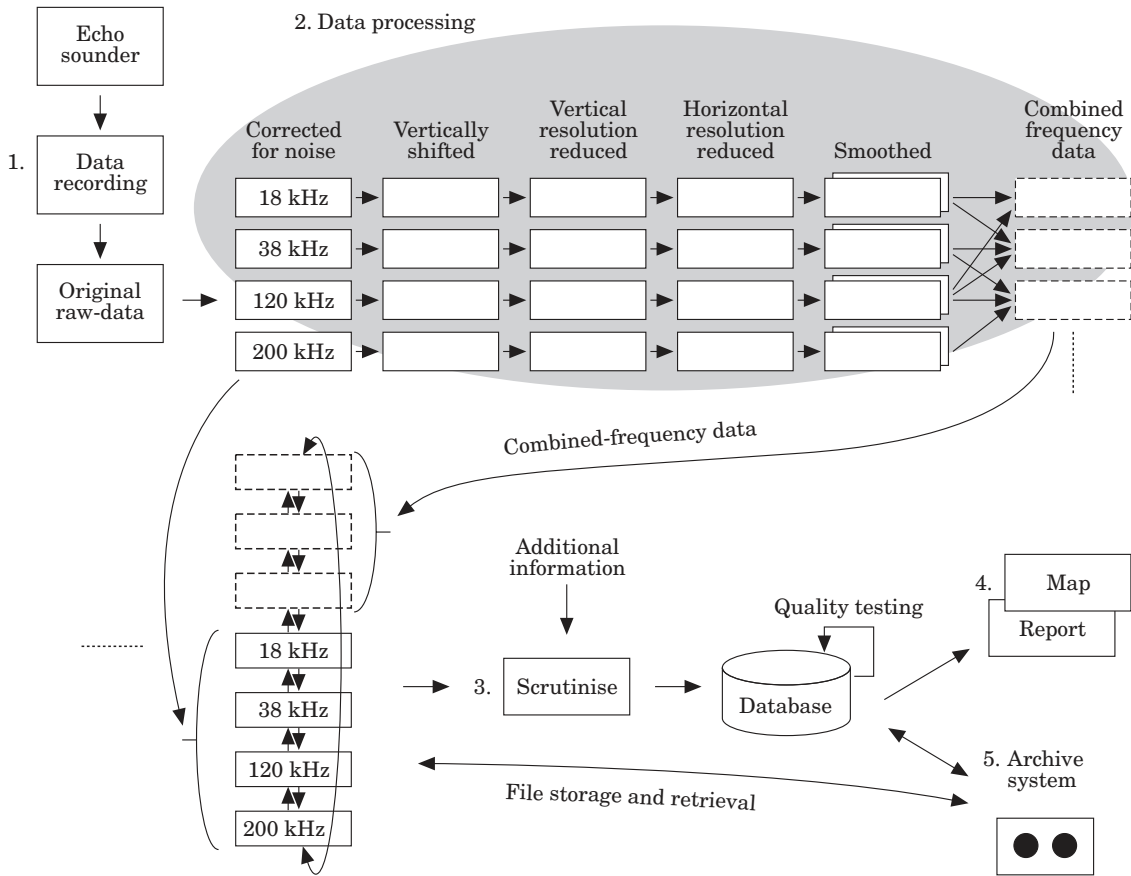 Echo
sounder
1.
Data
recording
Original
raw-data
2. Data processing
Corrected
for noise
Vertically
shifted
Vertical
resolution
reduced
Horizontal
resolution
reduced
Smoothed
Combined
frequency
data
18 kHz
38 kHz
120 kHz
200 kHz
Combined-frequency data
18 kHz
38 kHz
120 kHz
200 kHz
Additional
information
3.
Scrutinise
Quality testing
Database
4.
Map
Report
5. Archive
system
File storage and retrieval